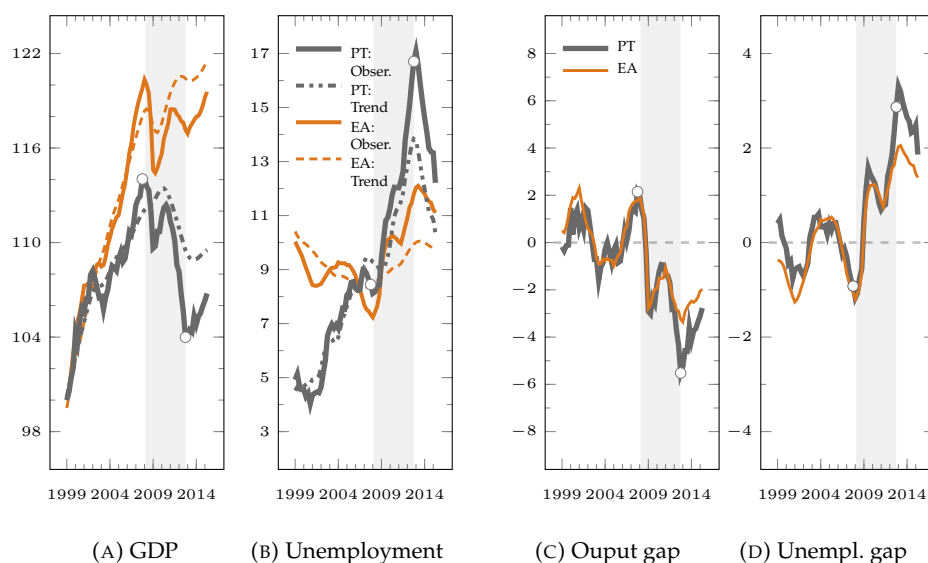 122
116
110
104
98
1999 2004 2009 2014
(A) GDP
17
15
13
11
9
7
5
3
PT:
Obser.
PT:
Trend
EA:
Obser.
EA:
Trend
1999 2004 2009 2014
(B) Unemployment
8
6
4
2
0
−2
−4
−6
−8
PT
EA
1999 2004 2009 2014
(C) Ouput gap
4
2
0
−2
−4
1999 2004 2009 2014
(D) Unempl. gap